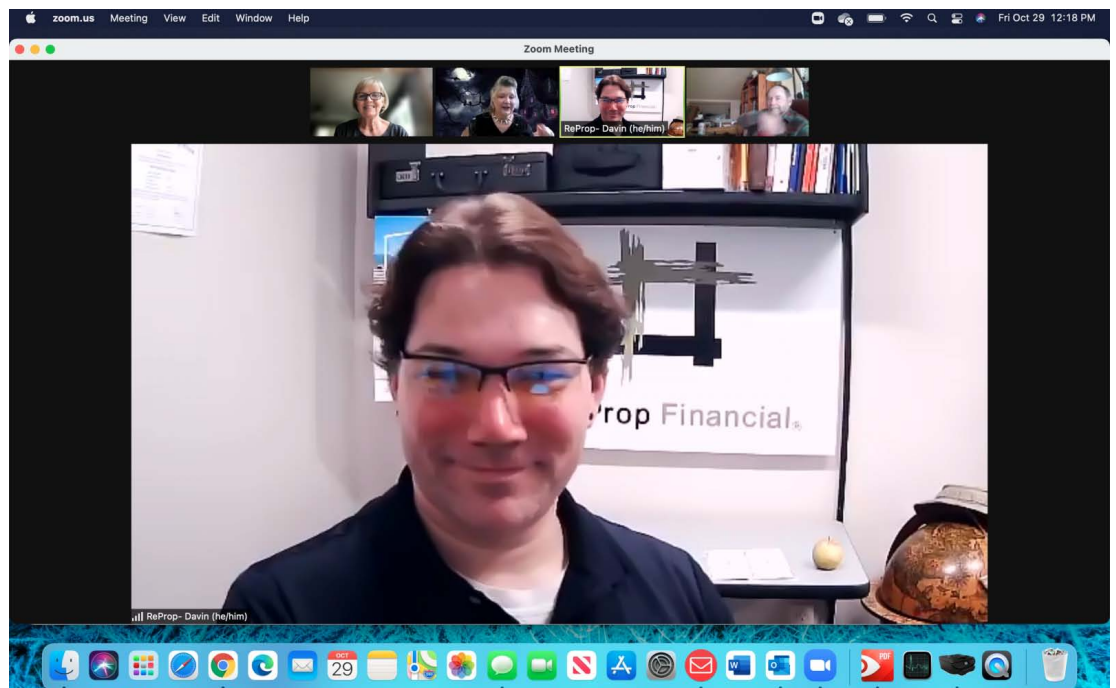 zoom.us Meeting View Edit Window Help
Fri Oct 29 12:18 PM
Zoom Meeting
ReProp- Davin (he/him)
rop Financial
ReProp- Davin (he/him)
OCT
29
PDF